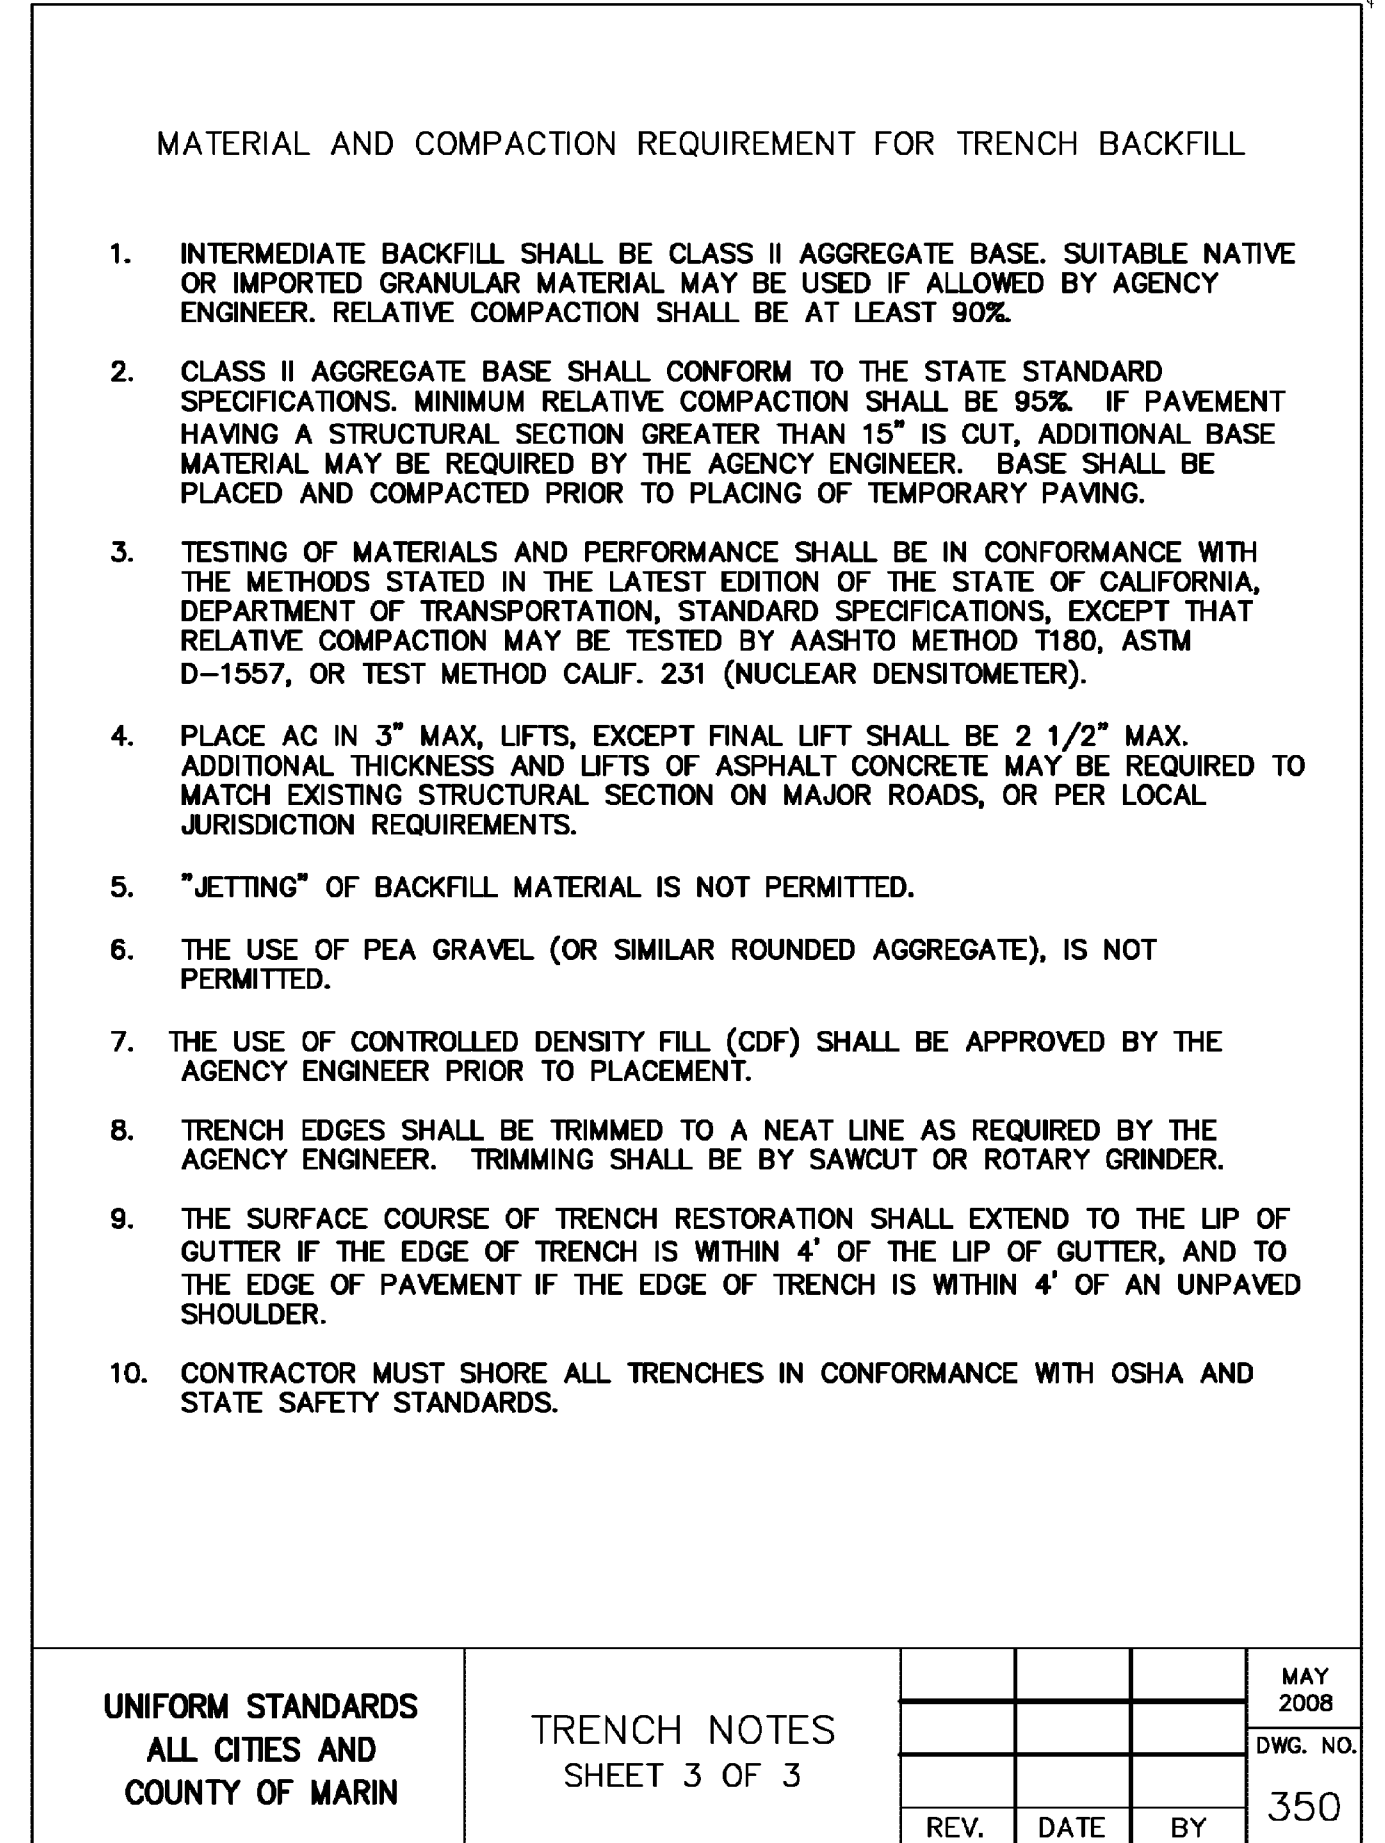 MATERIAL AND COMPACTION REQUIREMENT FOR TRENCH BACKFILL
1. INTERMEDIATE BACKFILL SHALL BE CLASS II AGGREGATE BASE. SUITABLE NATIVE
OR IMPORTED GRANULAR MATERIAL MAY BE USED IF ALLOWED BY AGENCY
ENGINEER. RELATIVE COMPACTION SHALL BE AT LEAST 90%.
2. CLASS II AGGREGATE BASE SHALL CONFORM TO THE STATE STANDARD
SPECIFICATIONS. MINIMUM RELATIVE COMPACTION SHALL BE 95%. IF PAVEMENT
HAVING A STRUCTURAL SECTION GREATER THAN 15" IS CUT, ADDITIONAL BASE
MATERIAL MAY BE REQUIRED BY THE AGENCY ENGINEER. BASE SHALL BE
PLACED AND COMPACTED PRIOR TO PLACING OF TEMPORARY PAVING.
3. TESTING OF MATERIALS AND PERFORMANCE SHALL BE IN CONFORMANCE WITH
THE METHODS STATED IN THE LATEST EDITION OF THE STATE OF CALIFORNIA,
DEPARTMENT OF TRANSPORTATION, STANDARD SPECIFICATIONS, EXCEPT THAT
RELATIVE COMPACTION MAY BE TESTED BY AASHTO METHOD T180, ASTM
D-1557, OR TEST METHOD CALIF. 231 (NUCLEAR DENSITOMETER).
4. PLACE AC IN 3" MAX, LIFTS, EXCEPT FINAL LIFT SHALL BE 2 1/2" MAX.
ADDITIONAL THICKNESS AND LIFTS OF ASPHALT CONCRETE MAY BE REQUIRED TO
MATCH EXISTING STRUCTURAL SECTION ON MAJOR ROADS, OR PER LOCAL
JURISDICTION REQUIREMENTS.
5. "JETTING" OF BACKFILL MATERIAL IS NOT PERMITTED.
6. THE USE OF PEA GRAVEL (OR SIMILAR ROUNDED AGGREGATE), IS NOT
PERMITTED.
7. THE USE OF CONTROLLED DENSITY FILL (CDF) SHALL BE APPROVED BY THE
AGENCY ENGINEER PRIOR TO PLACEMENT.
8. TRENCH EDGES SHALL BE TRIMMED TO A NEAT LINE AS REQUIRED BY THE
AGENCY ENGINEER. TRIMMING SHALL BE BY SAWCUT OR ROTARY GRINDER.
9. THE SURFACE COURSE OF TRENCH RESTORATION SHALL EXTEND TO THE LIP OF
GUTTER IF THE EDGE OF TRENCH IS WITHIN 4' OF THE LIP OF GUTTER, AND TO
THE EDGE OF PAVEMENT IF THE EDGE OF TRENCH IS WITHIN 4' OF AN UNPAVED
SHOULDER.
10. CONTRACTOR MUST SHORE ALL TRENCHES IN CONFORMANCE WITH OSHA AND
STATE SAFETY STANDARDS.
UNIFORM STANDARDS
ALL CITIES AND
COUNTY OF MARIN
TRENCH NOTES
SHEET 3 OF 3
REV. DATE BY
MAY
2008
DWG. NO.
350